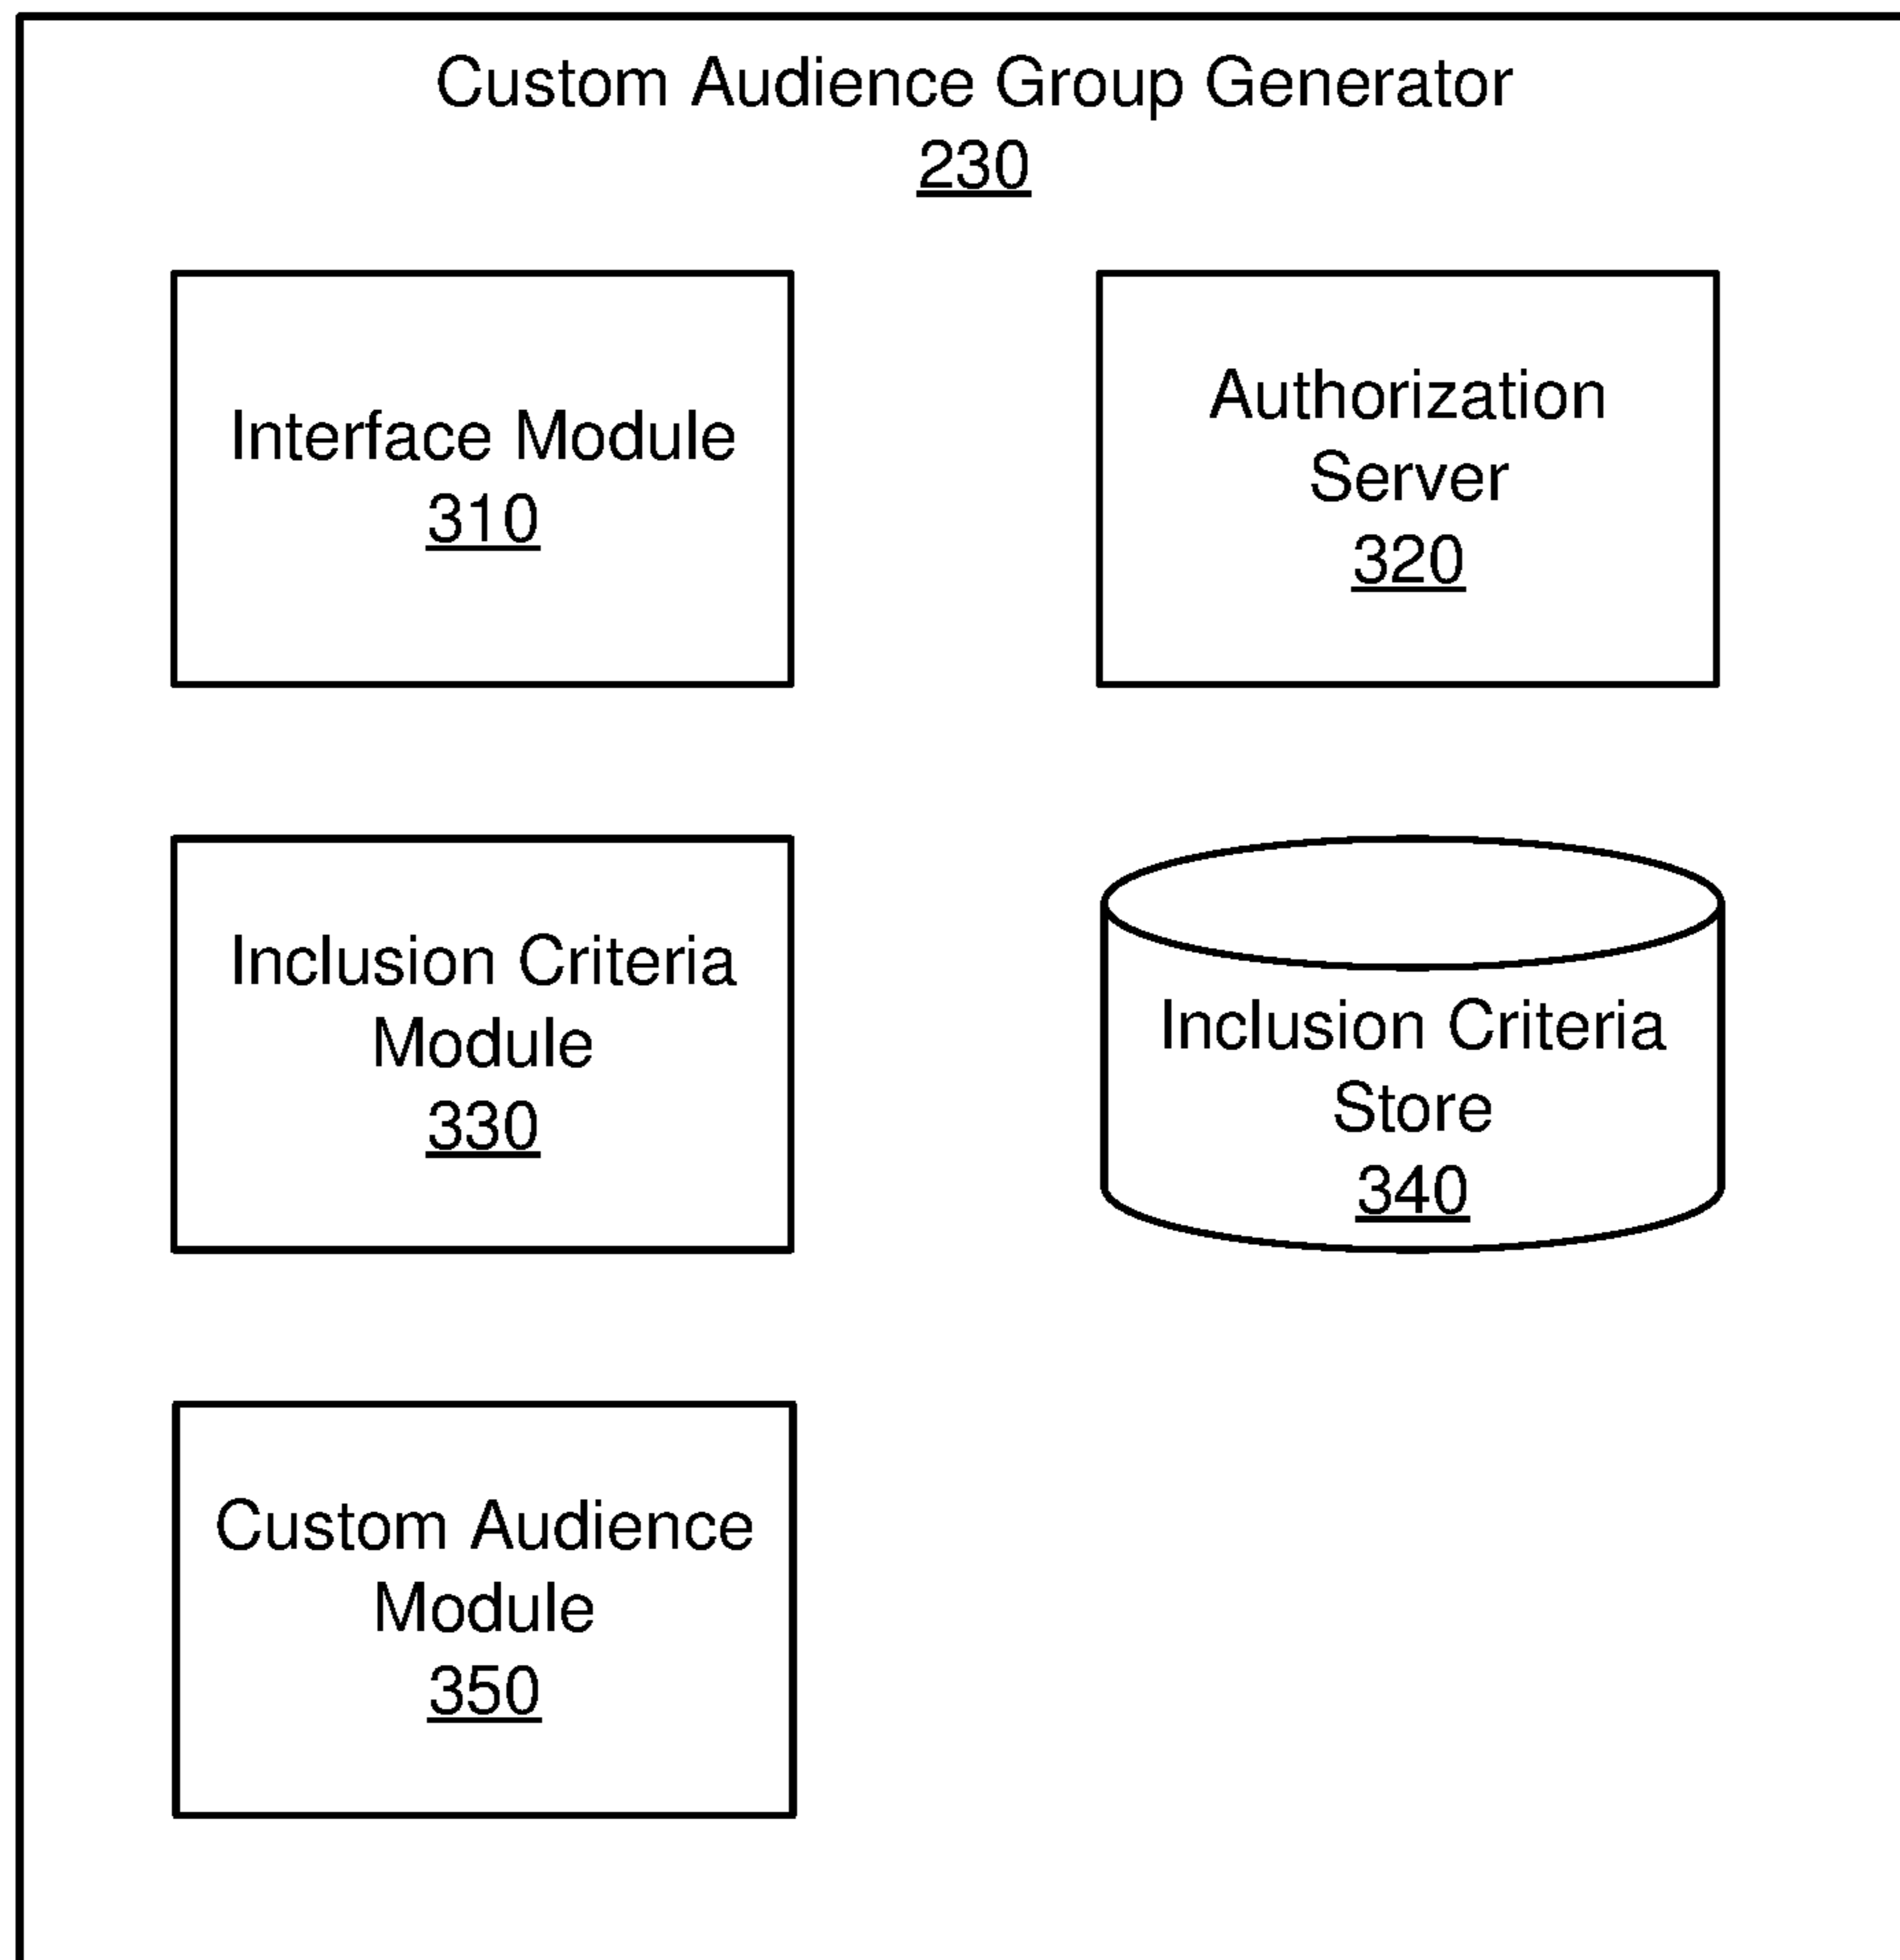 Custom Audience Group Generator
230
Interface Module
310
Authorization
Server
320
Inclusion Criteria
Module
330
Inclusion Criteria
Store
340
Custom Audience
Module
350